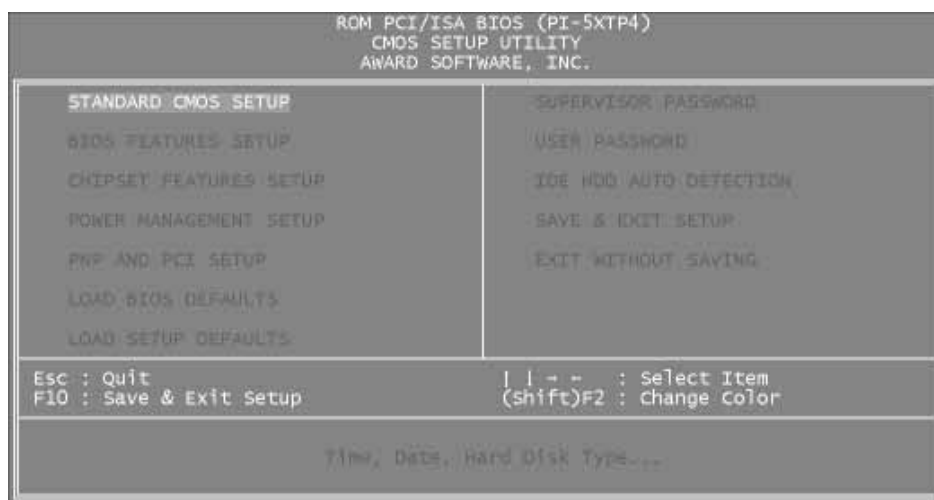 ROM PCI/ISA BIOS (PI-5XTP4)
CMOS SETUP UTILITY
AWARD SOFTWARE, INC.
STANDARD CMOS SETUP
BIOS FEATURES SETUP
CHIPSET FEATURES SETUP
POWER MANAGEMENT SETUP
PNP AND PCI SETUP
LOAD BIOS DEFAULTS
LOAD SETUP DEFAULTS
SUPERVISOR PASSWORD
USER PASSWORD
IDE HDD AUTO DETECTION
SAVE & EXIT SETUP
EXIT WITHOUT SAVING
Esc : Quit
F10 : Save & Exit Setup
↑ ↓ → ← : Select Item
(Shift)F2 : Change Color
Time, Date, Hard Disk Type...